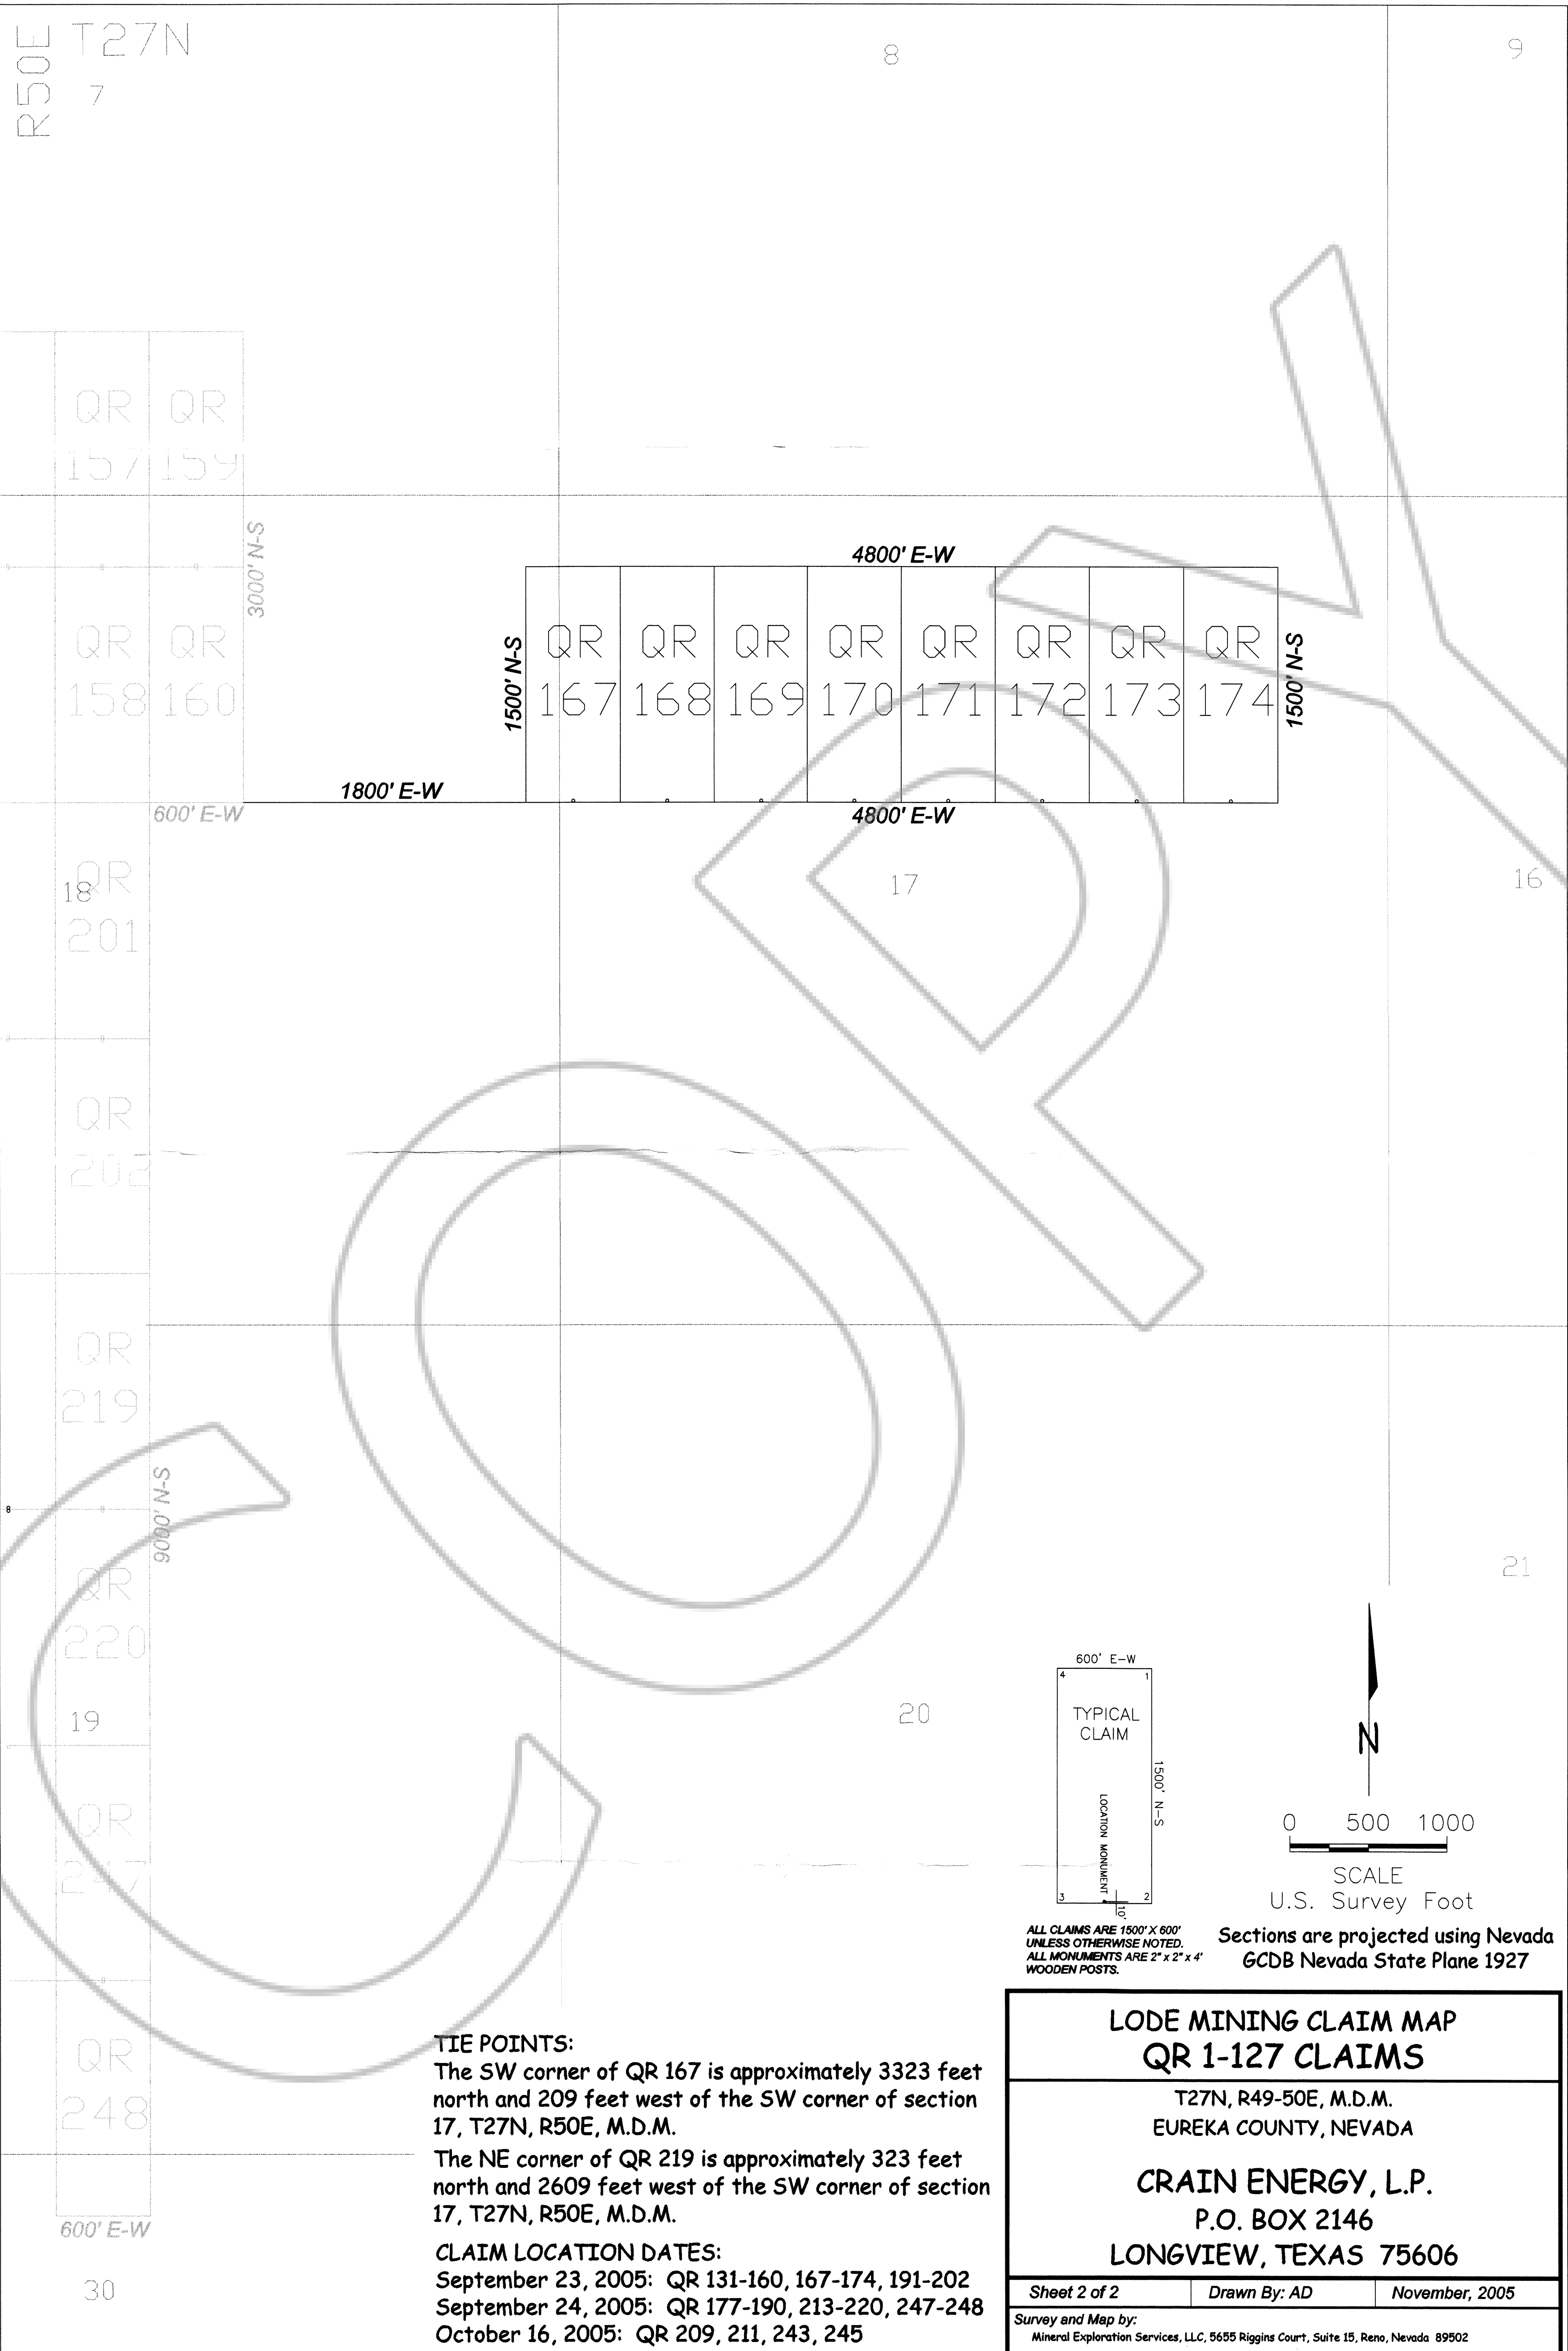 R50E
T27N
7
8
9
QR 157
QR 159
3000' N-S
QR 158
QR 160
600' E-W
1800' E-W
4800' E-W
1500' N-S
QR 167
QR 168
QR 169
QR 170
QR 171
QR 172
QR 173
QR 174
1500' N-S
4800' E-W
18
QR 201
17
16
QR 202
QR 219
9000' N-S
QR 220
19
20
21
QR 247
QR 248
600' E-W
30
COPY
600' E-W
4
1
TYPICAL
CLAIM
1500' N-S
LOCATION MONUMENT
3
2
10'
ALL CLAIMS ARE 1500' X 600'
UNLESS OTHERWISE NOTED.
ALL MONUMENTS ARE 2" x 2" x 4'
WOODEN POSTS.
N
0 500 1000
SCALE
U.S. Survey Foot
Sections are projected using Nevada
GCDB Nevada State Plane 1927
TIE POINTS:
The SW corner of QR 167 is approximately 3323 feet
north and 209 feet west of the SW corner of section
17, T27N, R50E, M.D.M.
The NE corner of QR 219 is approximately 323 feet
north and 2609 feet west of the SW corner of section
17, T27N, R50E, M.D.M.
CLAIM LOCATION DATES:
September 23, 2005: QR 131-160, 167-174, 191-202
September 24, 2005: QR 177-190, 213-220, 247-248
October 16, 2005: QR 209, 211, 243, 245
LODE MINING CLAIM MAP
QR 1-127 CLAIMS
T27N, R49-50E, M.D.M.
EUREKA COUNTY, NEVADA
CRAIN ENERGY, L.P.
P.O. BOX 2146
LONGVIEW, TEXAS 75606
Sheet 2 of 2
Drawn By: AD
November, 2005
Survey and Map by:
Mineral Exploration Services, LLC, 5655 Riggins Court, Suite 15, Reno, Nevada 89502